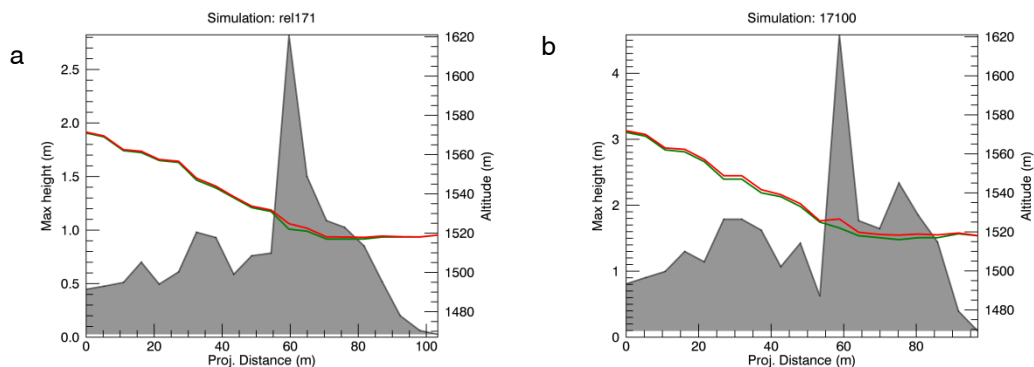 a
Simulation: rel171
2.5
2.0
1.5
1.0
0.5
0.0
Max height (m)
1620
1600
1580
1560
1540
1520
1500
1480
Altitude (m)
0 20 40 60 80 100
Proj. Distance (m)
b
Simulation: 17100
4
3
2
1
0
Max height (m)
1620
1600
1580
1560
1540
1520
1500
1480
Altitude (m)
0 20 40 60 80
Proj. Distance (m)